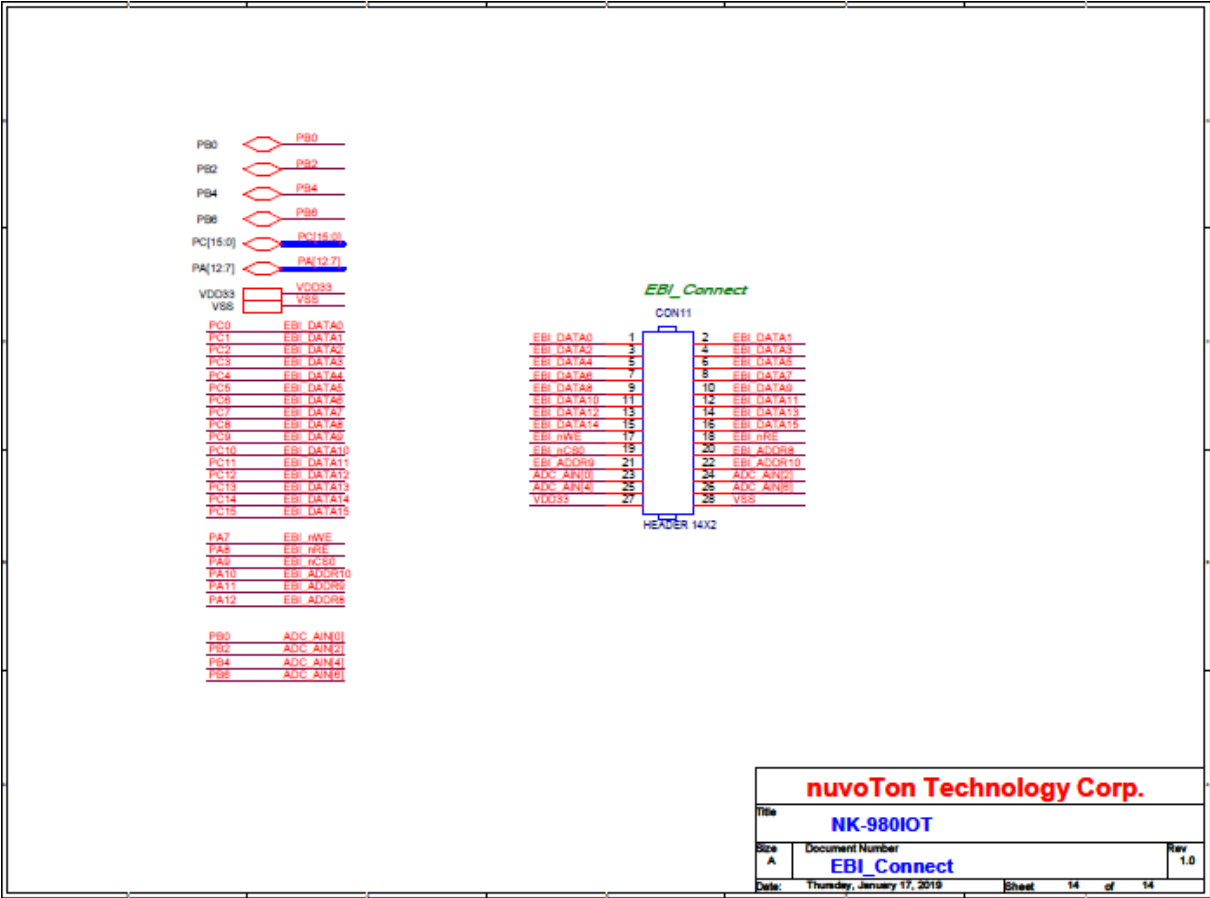 PB0 PB0
PB2 PB2
PB4 PB4
PB6 PB6
PC[15:0] PC[15:0]
PA[12:7] PA[12:7]
VDD33 VDD33
VSS VSS
PC0 EBI_DATA0
PC1 EBI_DATA1
PC2 EBI_DATA2
PC3 EBI_DATA3
PC4 EBI_DATA4
PC5 EBI_DATA5
PC6 EBI_DATA6
PC7 EBI_DATA7
PC8 EBI_DATA8
PC9 EBI_DATA9
PC10 EBI_DATA10
PC11 EBI_DATA11
PC12 EBI_DATA12
PC13 EBI_DATA13
PC14 EBI_DATA14
PC15 EBI_DATA15
PA7 EBI_nWE
PA8 EBI_nRE
PA9 EBI_nCS0
PA10 EBI_ADDR10
PA11 EBI_ADDR9
PA12 EBI_ADDR8
PB0 ADC_AIN[0]
PB2 ADC_AIN[2]
PB4 ADC_AIN[4]
PB6 ADC_AIN[6]
EBI_Connect
CON11
EBI_DATA0 1 2 EBI_DATA1
EBI_DATA2 3 4 EBI_DATA3
EBI_DATA4 5 6 EBI_DATA5
EBI_DATA6 7 8 EBI_DATA7
EBI_DATA8 9 10 EBI_DATA9
EBI_DATA10 11 12 EBI_DATA11
EBI_DATA12 13 14 EBI_DATA13
EBI_DATA14 15 16 EBI_DATA15
EBI_nWE 17 18 EBI_nRE
EBI_nCS0 19 20 EBI_ADDR8
EBI_ADDR9 21 22 EBI_ADDR10
ADC_AIN[0] 23 24 ADC_AIN[2]
ADC_AIN[4] 25 26 ADC_AIN[6]
VDD33 27 28 VSS
HEADER 14X2
nuvoTon Technology Corp.
Title
NK-980IOT
Size Document Number Rev
A EBI_Connect 1.0
Date: Thursday, January 17, 2019 Sheet 14 of 14